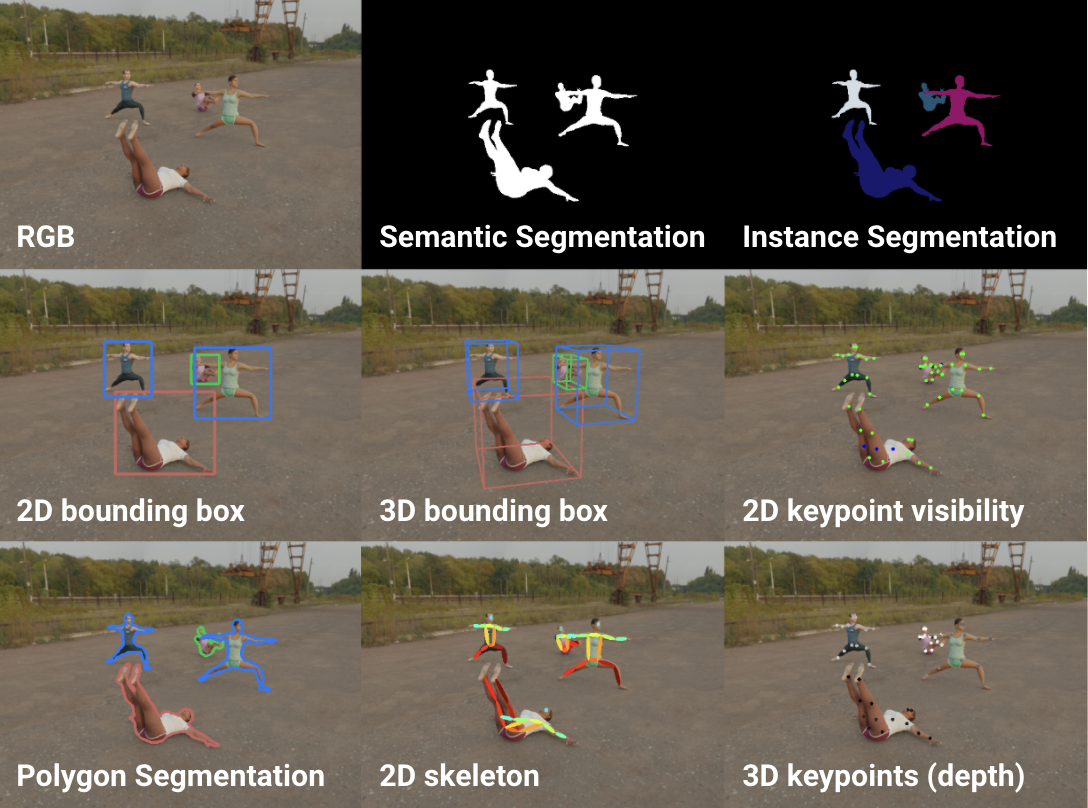 RGB
Semantic Segmentation
Instance Segmentation
2D bounding box
3D bounding box
2D keypoint visibility
Polygon Segmentation
2D skeleton
3D keypoints (depth)